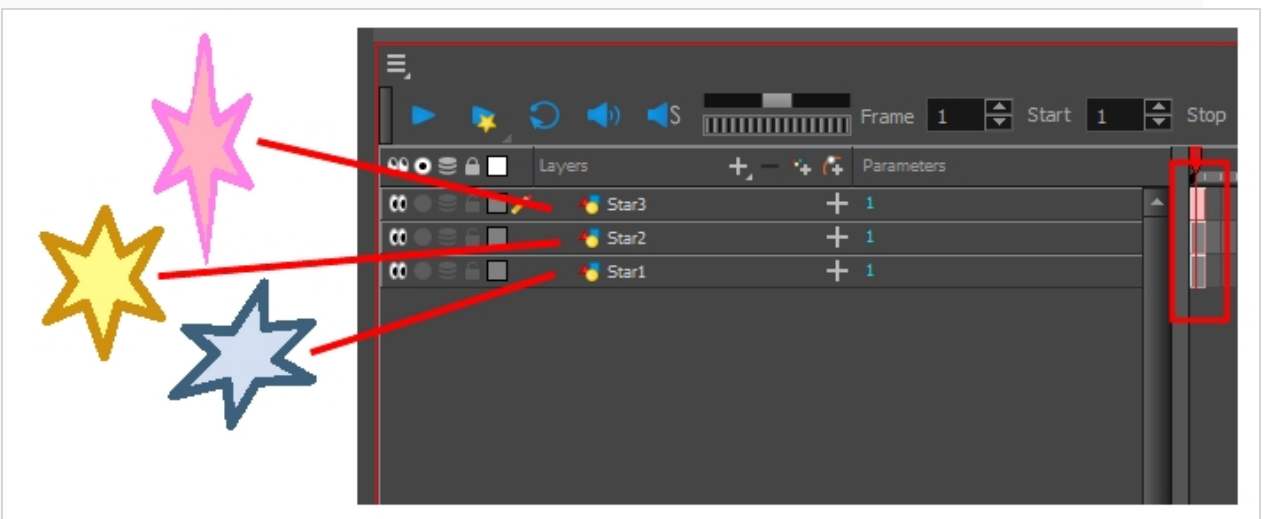 S Frame 1 Start 1 Stop
Layers Parameters
Star3 1
Star2 1
Star1 1